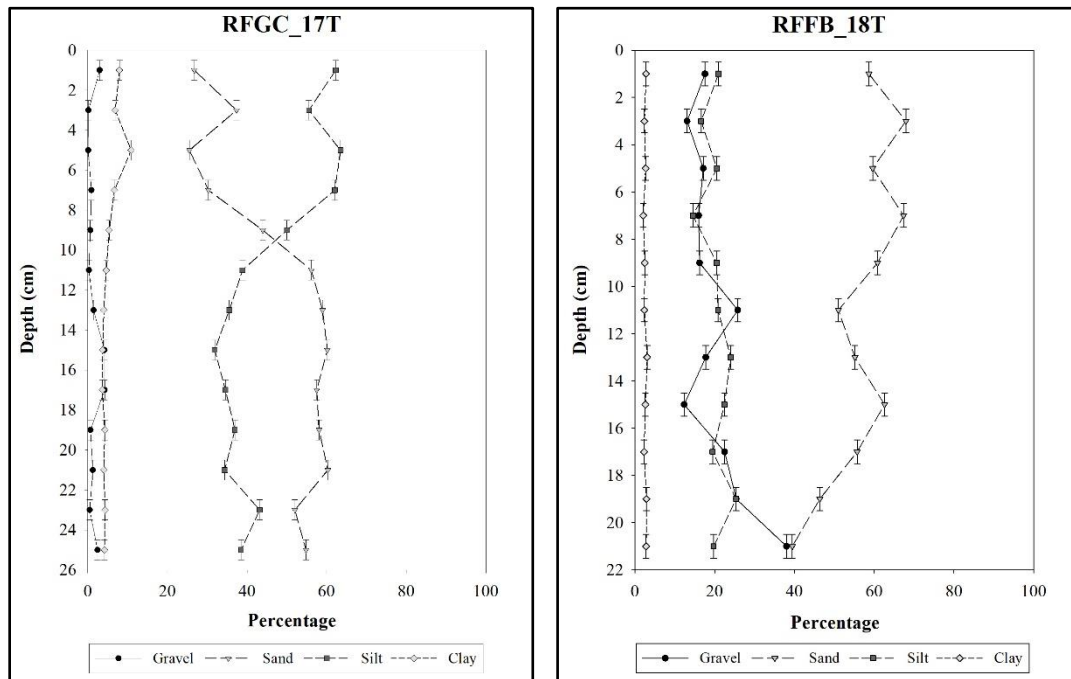 RFGC_17T
0
2
4
6
8
10
12
14
16
18
20
22
24
26
Depth (cm)
0 20 40 60 80 100
Percentage
Gravel Sand Silt Clay
RFFB_18T
0
2
4
6
8
10
12
14
16
18
20
22
Depth (cm)
0 20 40 60 80 100
Percentage
Gravel Sand Silt Clay